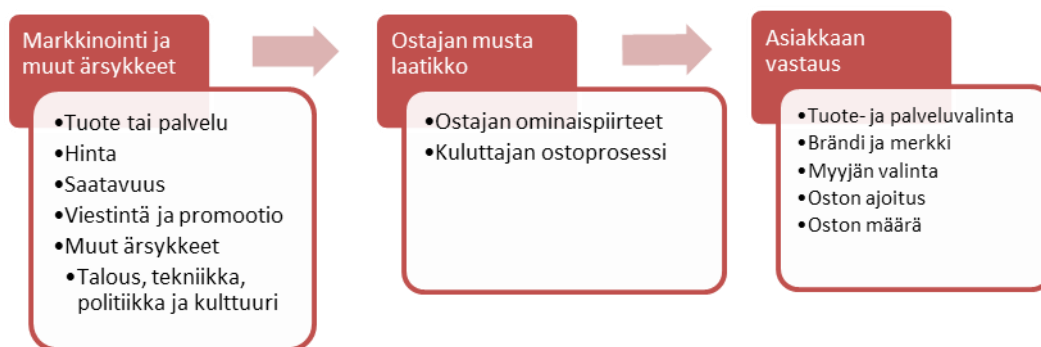 Markkinointi ja
muut ärsykkeet
•Tuote tai palvelu
•Hinta
•Saatavuus
•Viestintä ja promootio
•Muut ärsykkeet
•Talous, tekniikka,
politiikka ja kulttuuri
Ostajan musta
laatikko
•Ostajan ominaispiirteet
•Kuluttajan ostoprosessi
Asiakkaan
vastaus
•Tuote- ja palveluvalinta
•Brändi ja merkki
•Myyjän valinta
•Oston ajoitus
•Oston määrä